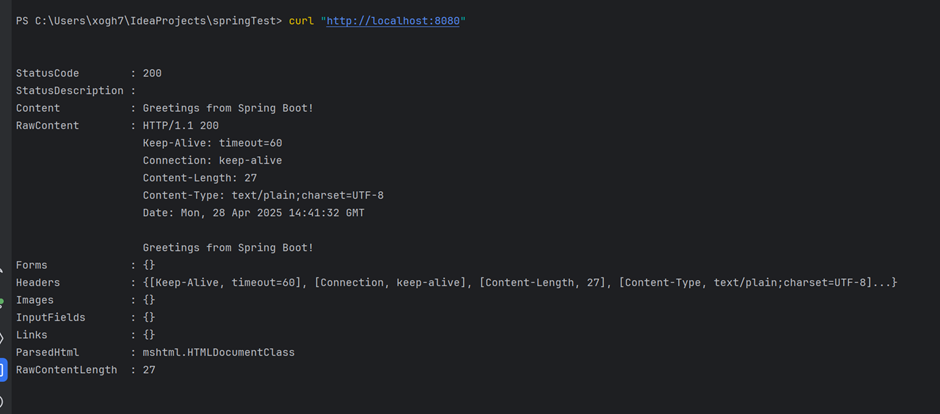 PS C:\Users\xogh7\IdeaProjects\springTest> curl "http://localhost:8080"
StatusCode : 200
StatusDescription :
Content : Greetings from Spring Boot!
RawContent : HTTP/1.1 200
Keep-Alive: timeout=60
Connection: keep-alive
Content-Length: 27
Content-Type: text/plain;charset=UTF-8
Date: Mon, 28 Apr 2025 14:41:32 GMT
Greetings from Spring Boot!
Forms : {}
Headers : {[Keep-Alive, timeout=60], [Connection, keep-alive], [Content-Length, 27], [Content-Type, text/plain;charset=UTF-8]...}
Images : {}
InputFields : {}
Links : {}
ParsedHtml : mshtml.HTMLDocumentClass
RawContentLength : 27